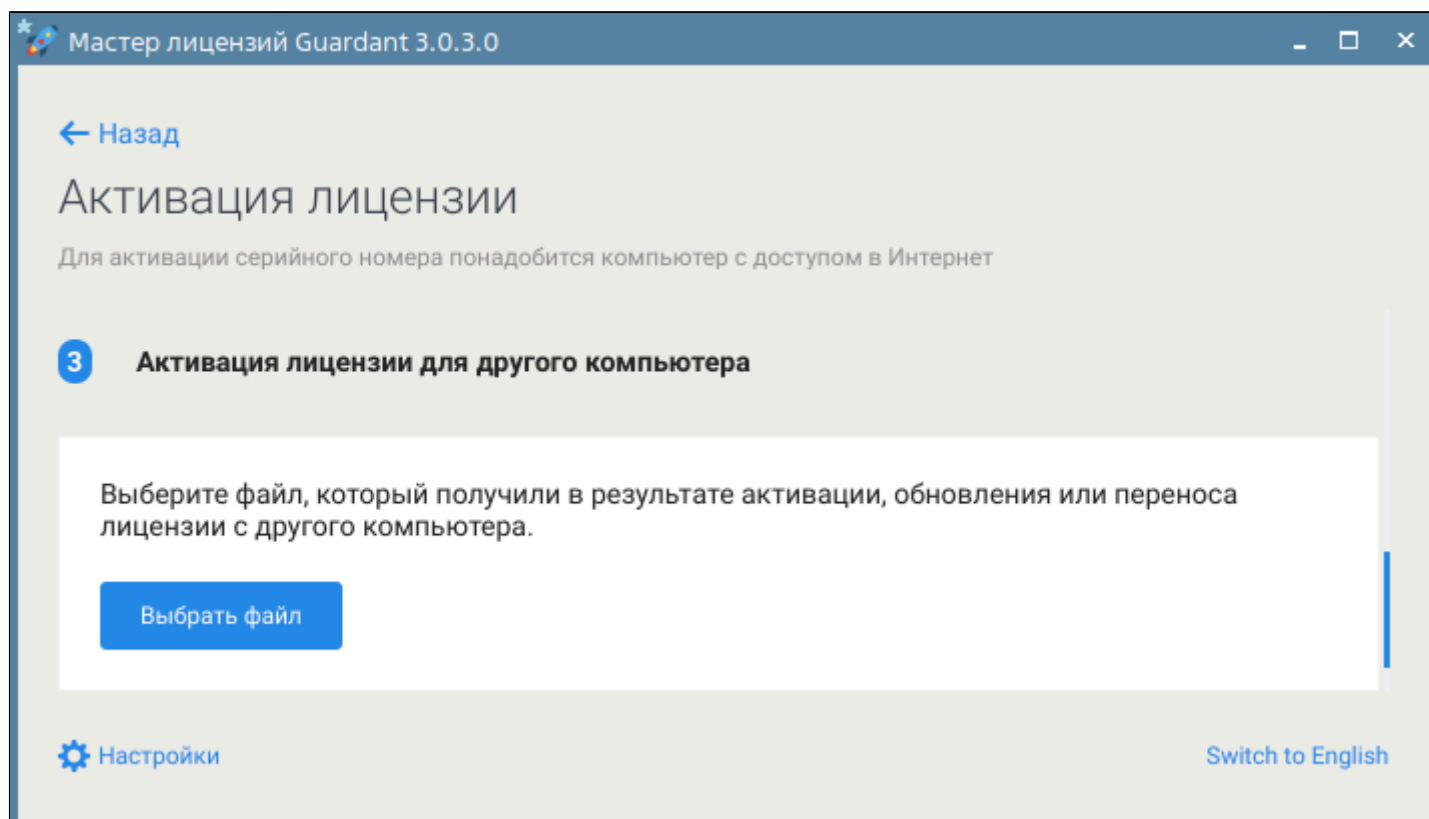 Мастер лицензий Guardant 3.0.3.0
Назад
Активация лицензии
Для активации серийного номера понадобится компьютер с доступом в Интернет
3 Активация лицензии для другого компьютера
Выберите файл, который получили в результате активации, обновления или переноса
лицензии с другого компьютера.
Выбрать файл
Настройки Switch to English